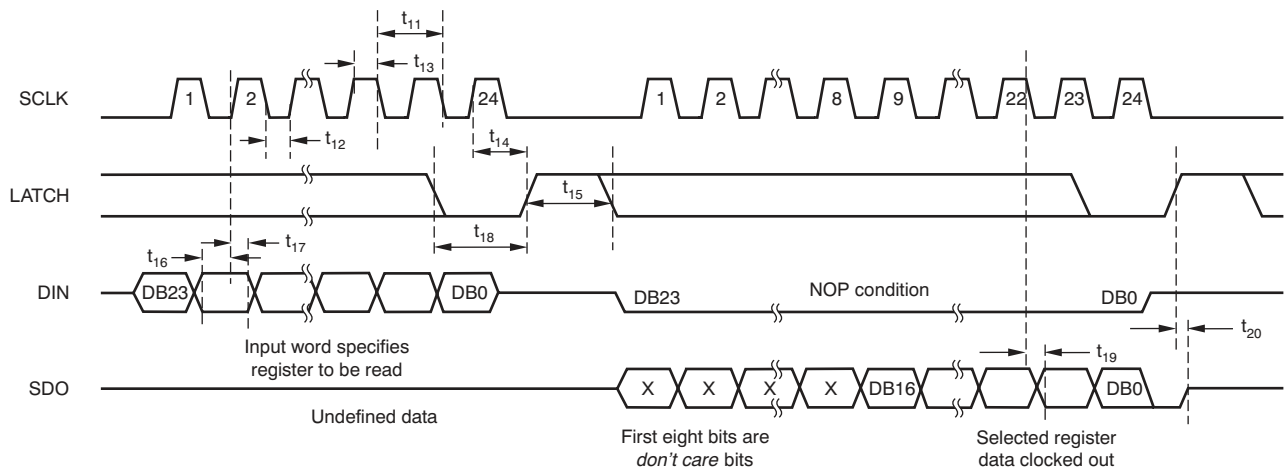 t11
SCLK
1
2
24
1
2
8
9
22
23
24
t13
t12
t14
LATCH
t15
t18
t16
t17
DIN
DB23
DB0
DB23
NOP condition
DB0
t20
Input word specifies
register to be read
t19
SDO
X
X
X
X
DB16
DB0
Undefined data
First eight bits are
don't care bits
Selected register
data clocked out